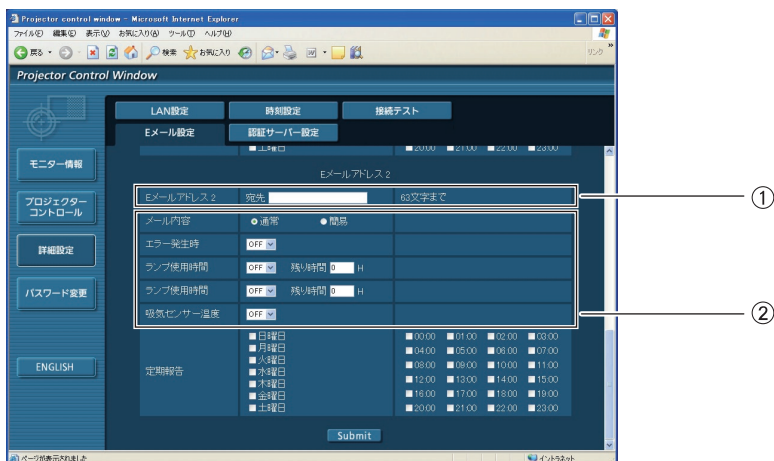 Projector control window - Microsoft Internet Explorer
ファイル(F) 編集(E) 表示(V) お気に入り(A) ツール(T) ヘルプ(H)
戻る 検索 お気に入り リンク »
Projector Control Window
LAN設定 時刻設定 接続テスト
Eメール設定 認証サーバー設定
モニター情報
プロジェクター
コントロール
詳細設定
パスワード変更
ENGLISH
土曜日 20:00 21:00 22:00 23:00
Eメールアドレス 2
Eメールアドレス 2 宛先 63文字まで
①
メール内容 通常 簡易
エラー発生時 OFF
ランプ使用時間 OFF 残り時間 0 H
ランプ使用時間 OFF 残り時間 0 H
吸気センサー温度 OFF
②
定期報告
日曜日
月曜日
火曜日
水曜日
木曜日
金曜日
土曜日
00:00 01:00 02:00 03:00
04:00 05:00 06:00 07:00
08:00 09:00 10:00 11:00
12:00 13:00 14:00 15:00
16:00 17:00 18:00 19:00
20:00 21:00 22:00 23:00
Submit
ページが表示されました イントラネット